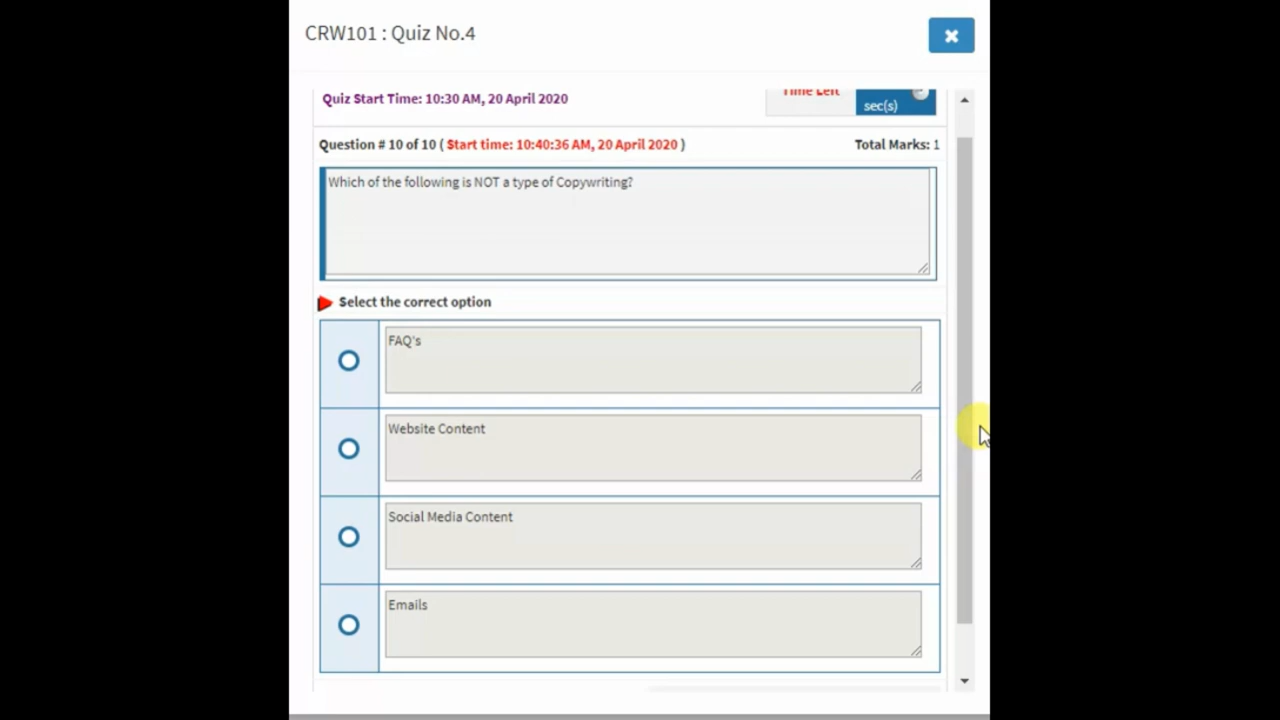 CRW101 : Quiz No.4
Quiz Start Time: 10:30 AM, 20 April 2020
Time Left
sec(s)
Question # 10 of 10 ( Start time: 10:40:36 AM, 20 April 2020 )
Total Marks: 1
Which of the following is NOT a type of Copywriting?
Select the correct option
FAQ's
Website Content
Social Media Content
Emails